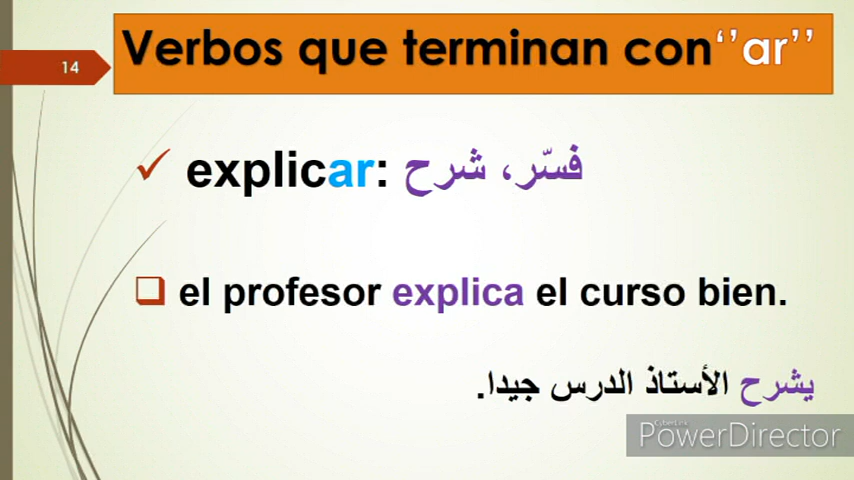 14
Verbos que terminan con‘’ar’’
explicar: فسّر، شرح
el profesor explica el curso bien.
يشرح الأستاذ الدرس جيدا.
CyberLink
PowerDirector